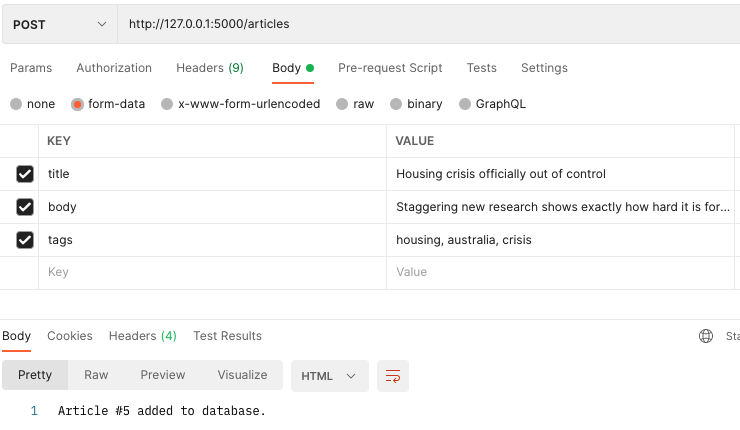 POST http://127.0.0.1:5000/articles
Params Authorization Headers (9) Body Pre-request Script Tests Settings
none form-data x-www-form-urlencoded raw binary GraphQL
KEY VALUE
title Housing crisis officially out of control
body Staggering new research shows exactly how hard it is for...
tags housing, australia, crisis
Key Value
Body Cookies Headers (4) Test Results
Pretty Raw Preview Visualize HTML
1 Article #5 added to database.